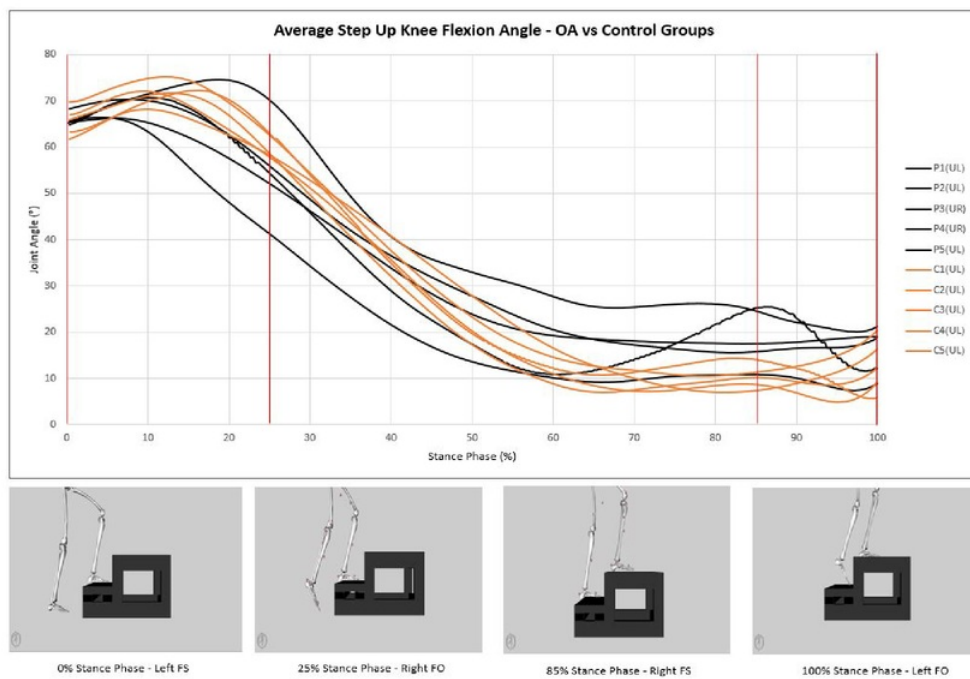 Average Step Up Knee Flexion Angle - OA vs Control Groups
80
70
60
50
40
30
20
10
0
Joint Angle (°)
0 10 20 30 40 50 60 70 80 90 100
Stance Phase (%)
P1(UL)
P2(UL)
P3(UR)
P4(UR)
P5(UL)
C1(UL)
C2(UL)
C3(UL)
C4(UL)
C5(UL)
0% Stance Phase - Left FS
25% Stance Phase - Right FO
85% Stance Phase - Right FS
100% Stance Phase - Left FO